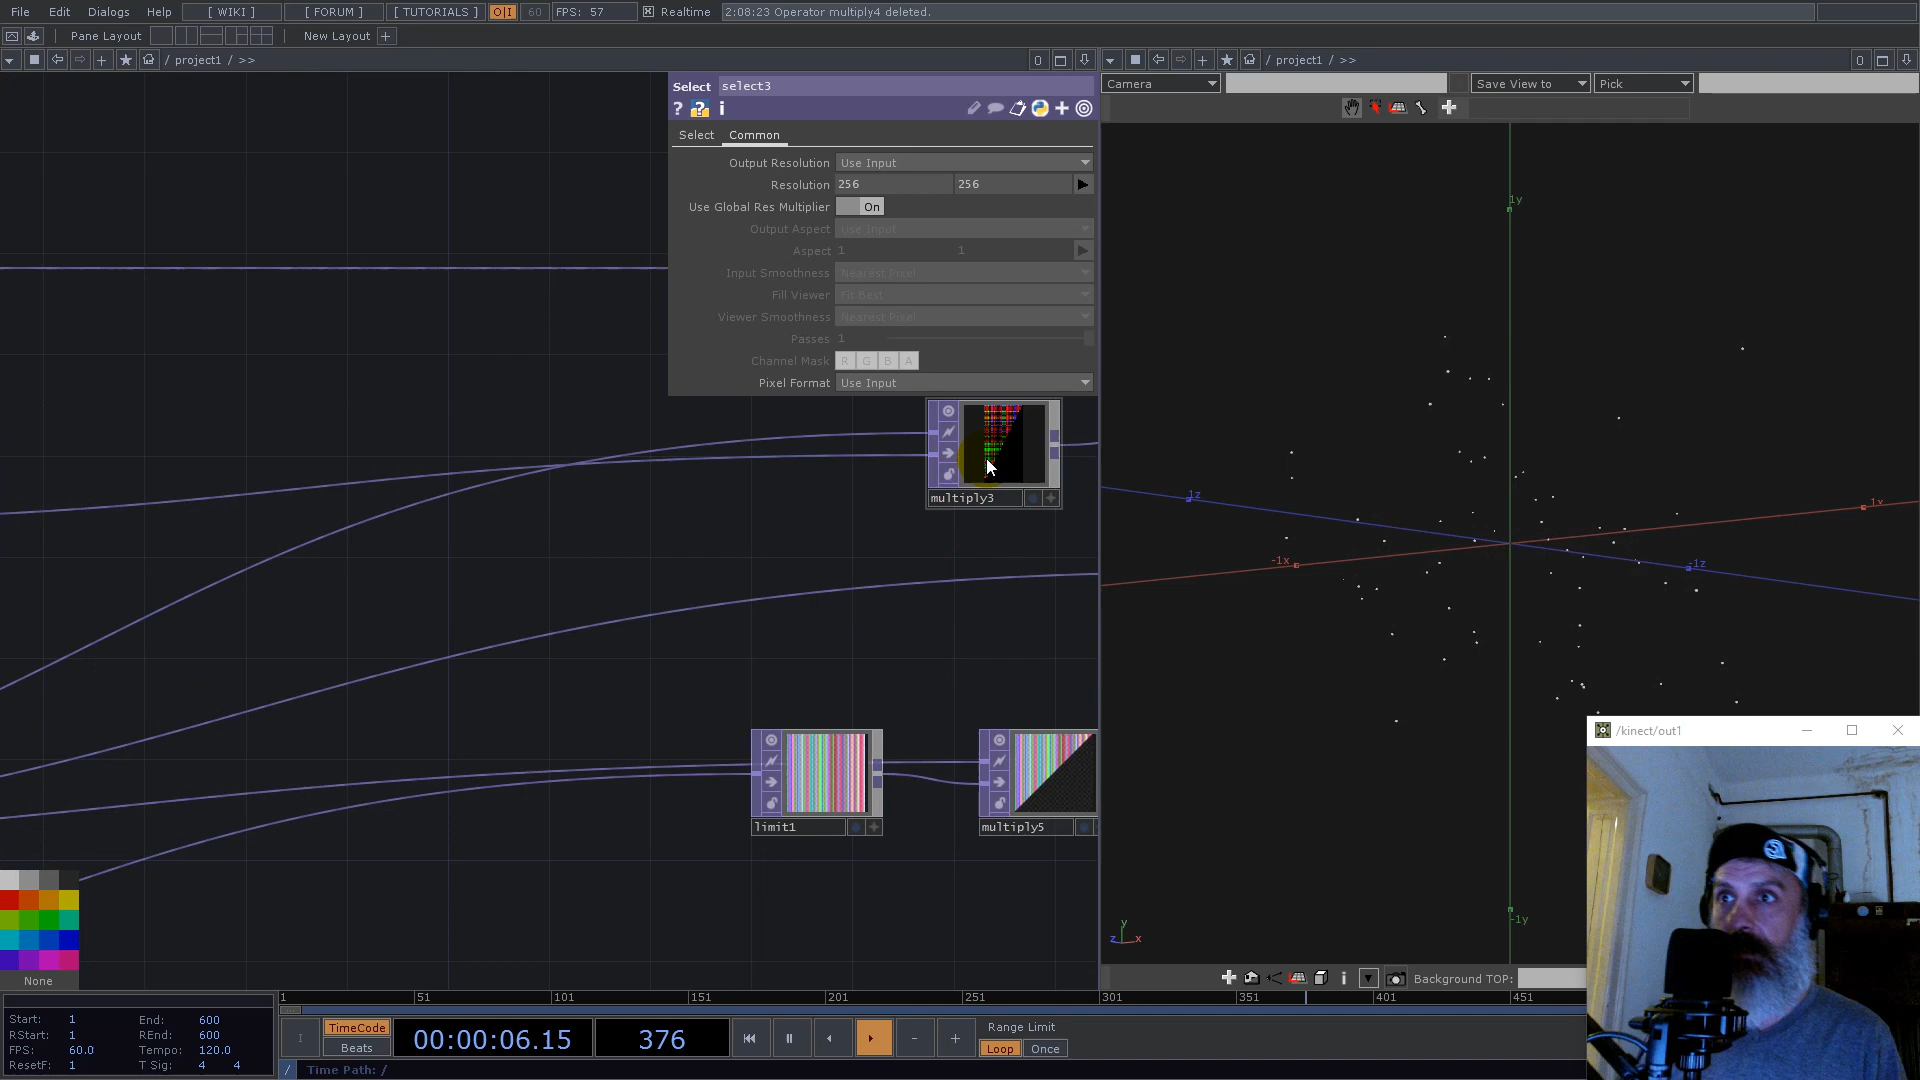 File Edit Dialogs Help [ WIKI ] [ FORUM ] [ TUTORIALS ] O|I 60 FPS: 57 Realtime 2:08:23 Operator multiply4 deleted.
Pane Layout New Layout +
/ project1 / >> 0 / project1 / >> 0
Select select3
Camera Save View to Pick
? ? i
Select Common
Output Resolution Use Input
Resolution 256 256
Use Global Res Multiplier On
Output Aspect Use Input
Aspect 1 1
Input Smoothness Nearest Pixel
Fill Viewer Fit Best
Viewer Smoothness Nearest Pixel
Passes 1
Channel Mask R G B A
Pixel Format Use Input
1y
1z
1x
-1x
-1z
multiply3
/kinect/out1
limit1
multiply5
-1y
y
z x
None
i Background TOP:
1 51 101 151 201 251 301 351 401 451
Start: 1 End: 600
RStart: 1 REnd: 600
FPS: 60.0 Tempo: 120.0
ResetF: 1 T Sig: 4 4
TimeCode
Beats
00:00:06.15 376
Range Limit
Loop Once
/ Time Path: /